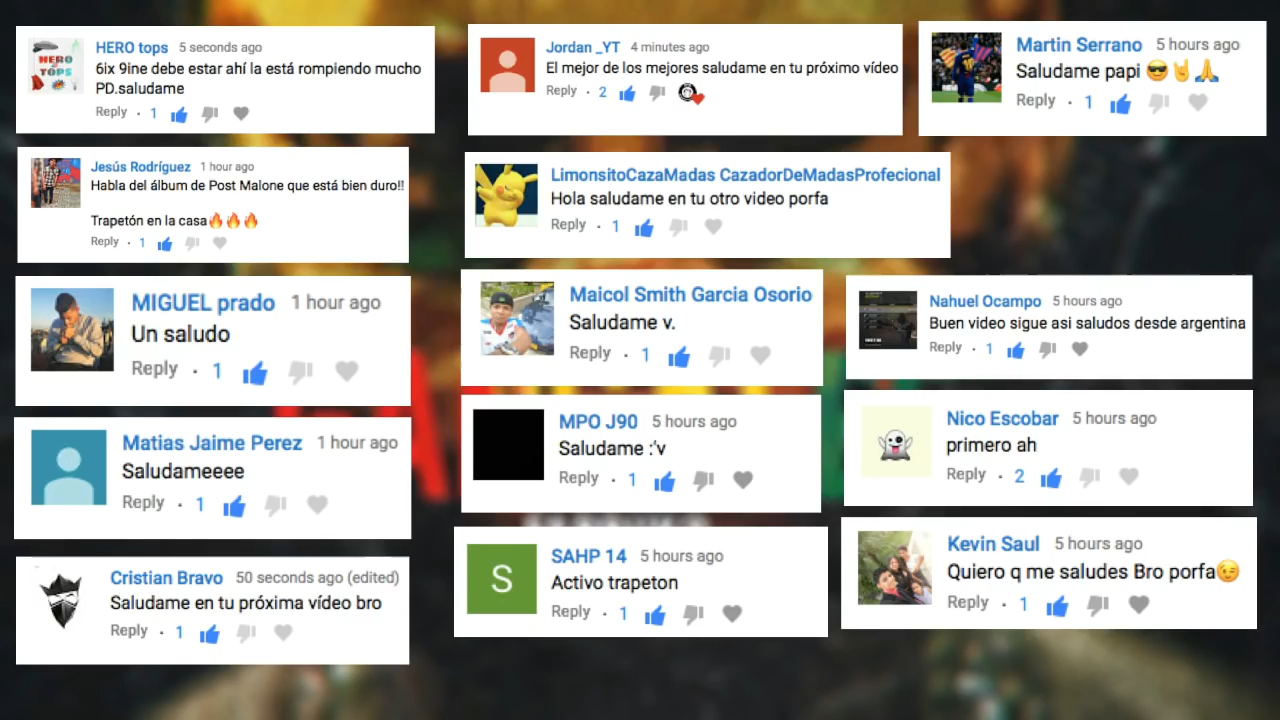 HERO tops 5 seconds ago
6ix 9ine debe estar ahí la está rompiendo mucho
PD.saludame
Reply · 1
Jesús Rodríguez 1 hour ago
Habla del álbum de Post Malone que está bien duro!!
Trapetón en la casa🔥🔥🔥
Reply · 1
MIGUEL prado 1 hour ago
Un saludo
Reply · 1
Matias Jaime Perez 1 hour ago
Saludameeee
Reply · 1
Cristian Bravo 50 seconds ago (edited)
Saludame en tu próxima vídeo bro
Reply · 1
Jordan _YT 4 minutes ago
El mejor de los mejores saludame en tu próximo vídeo
Reply · 2
LimonsitoCazaMadas CazadorDeMadasProfecional
Hola saludame en tu otro video porfa
Reply · 1
Maicol Smith Garcia Osorio
Saludame v.
Reply · 1
MPO J90 5 hours ago
Saludame :'v
Reply · 1
S
SAHP 14 5 hours ago
Activo trapeton
Reply · 1
Martin Serrano 5 hours ago
Saludame papi 😎🤘🙏
Reply · 1
Nahuel Ocampo 5 hours ago
Buen video sigue asi saludos desde argentina
Reply · 1
Nico Escobar 5 hours ago
primero ah
Reply · 2
Kevin Saul 5 hours ago
Quiero q me saludes Bro porfa😉
Reply · 1
HERO
TOPS